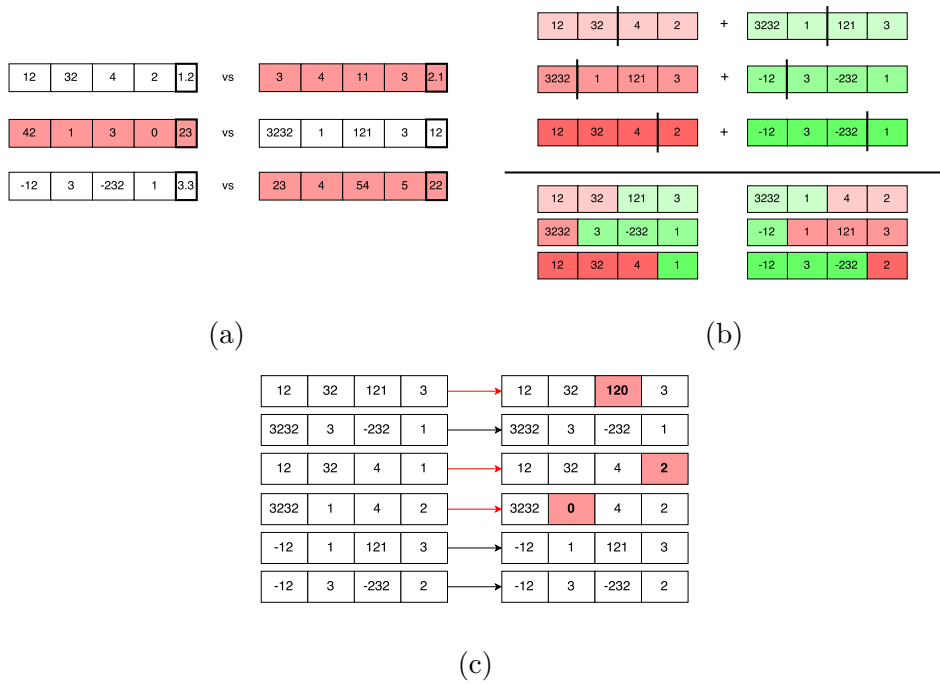 12 32 4 2 1.2 vs 3 4 11 3 2.1
42 1 3 0 23 vs 3232 1 121 3 12
-12 3 -232 1 3.3 vs 23 4 54 5 22
(a)
12 32 4 2 + 3232 1 121 3
3232 1 121 3 + -12 3 -232 1
12 32 4 2 + -12 3 -232 1
12 32 121 3 3232 1 4 2
3232 3 -232 1 -12 1 121 3
12 32 4 1 -12 3 -232 2
(b)
12 32 121 3 12 32 120 3
3232 3 -232 1 3232 3 -232 1
12 32 4 1 12 32 4 2
3232 1 4 2 3232 0 4 2
-12 1 121 3 -12 1 121 3
-12 3 -232 2 -12 3 -232 2
(c)